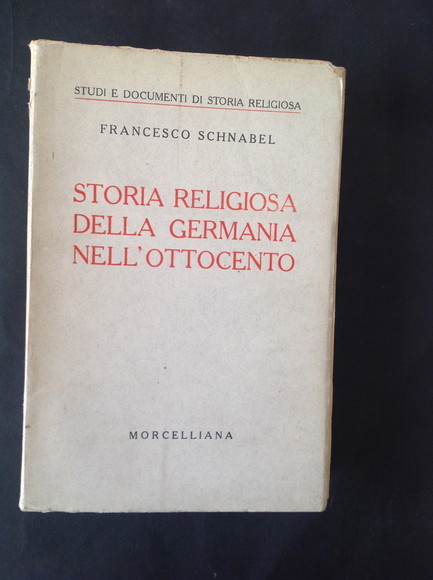 STUDI E DOCUMENTI DI STORIA RELIGIOSA
FRANCESCO SCHNABEL
STORIA RELIGIOSA
DELLA GERMANIA
NELL'OTTOCENTO
MORCELLIANA